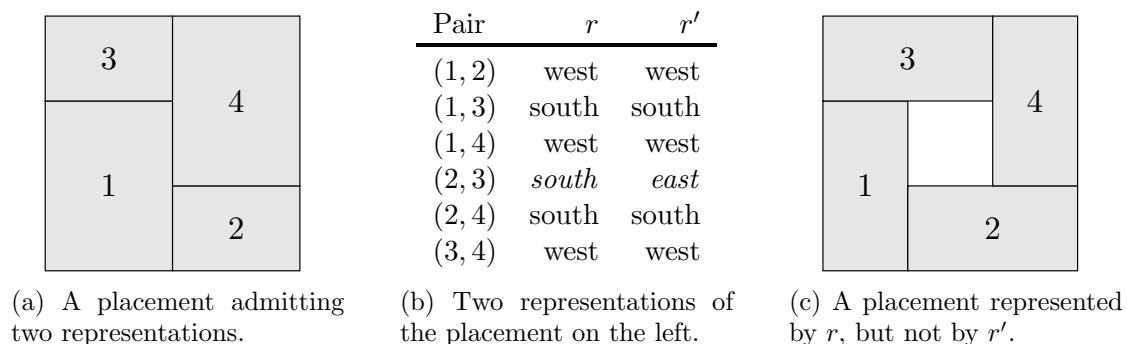 3
4
1
2
Pair r r′
(1, 2) west west
(1, 3) south south
(1, 4) west west
(2, 3) south east
(2, 4) south south
(3, 4) west west
3
4
1
2
(a) A placement admitting
two representations.
(b) Two representations of
the placement on the left.
(c) A placement represented
by r, but not by r′.